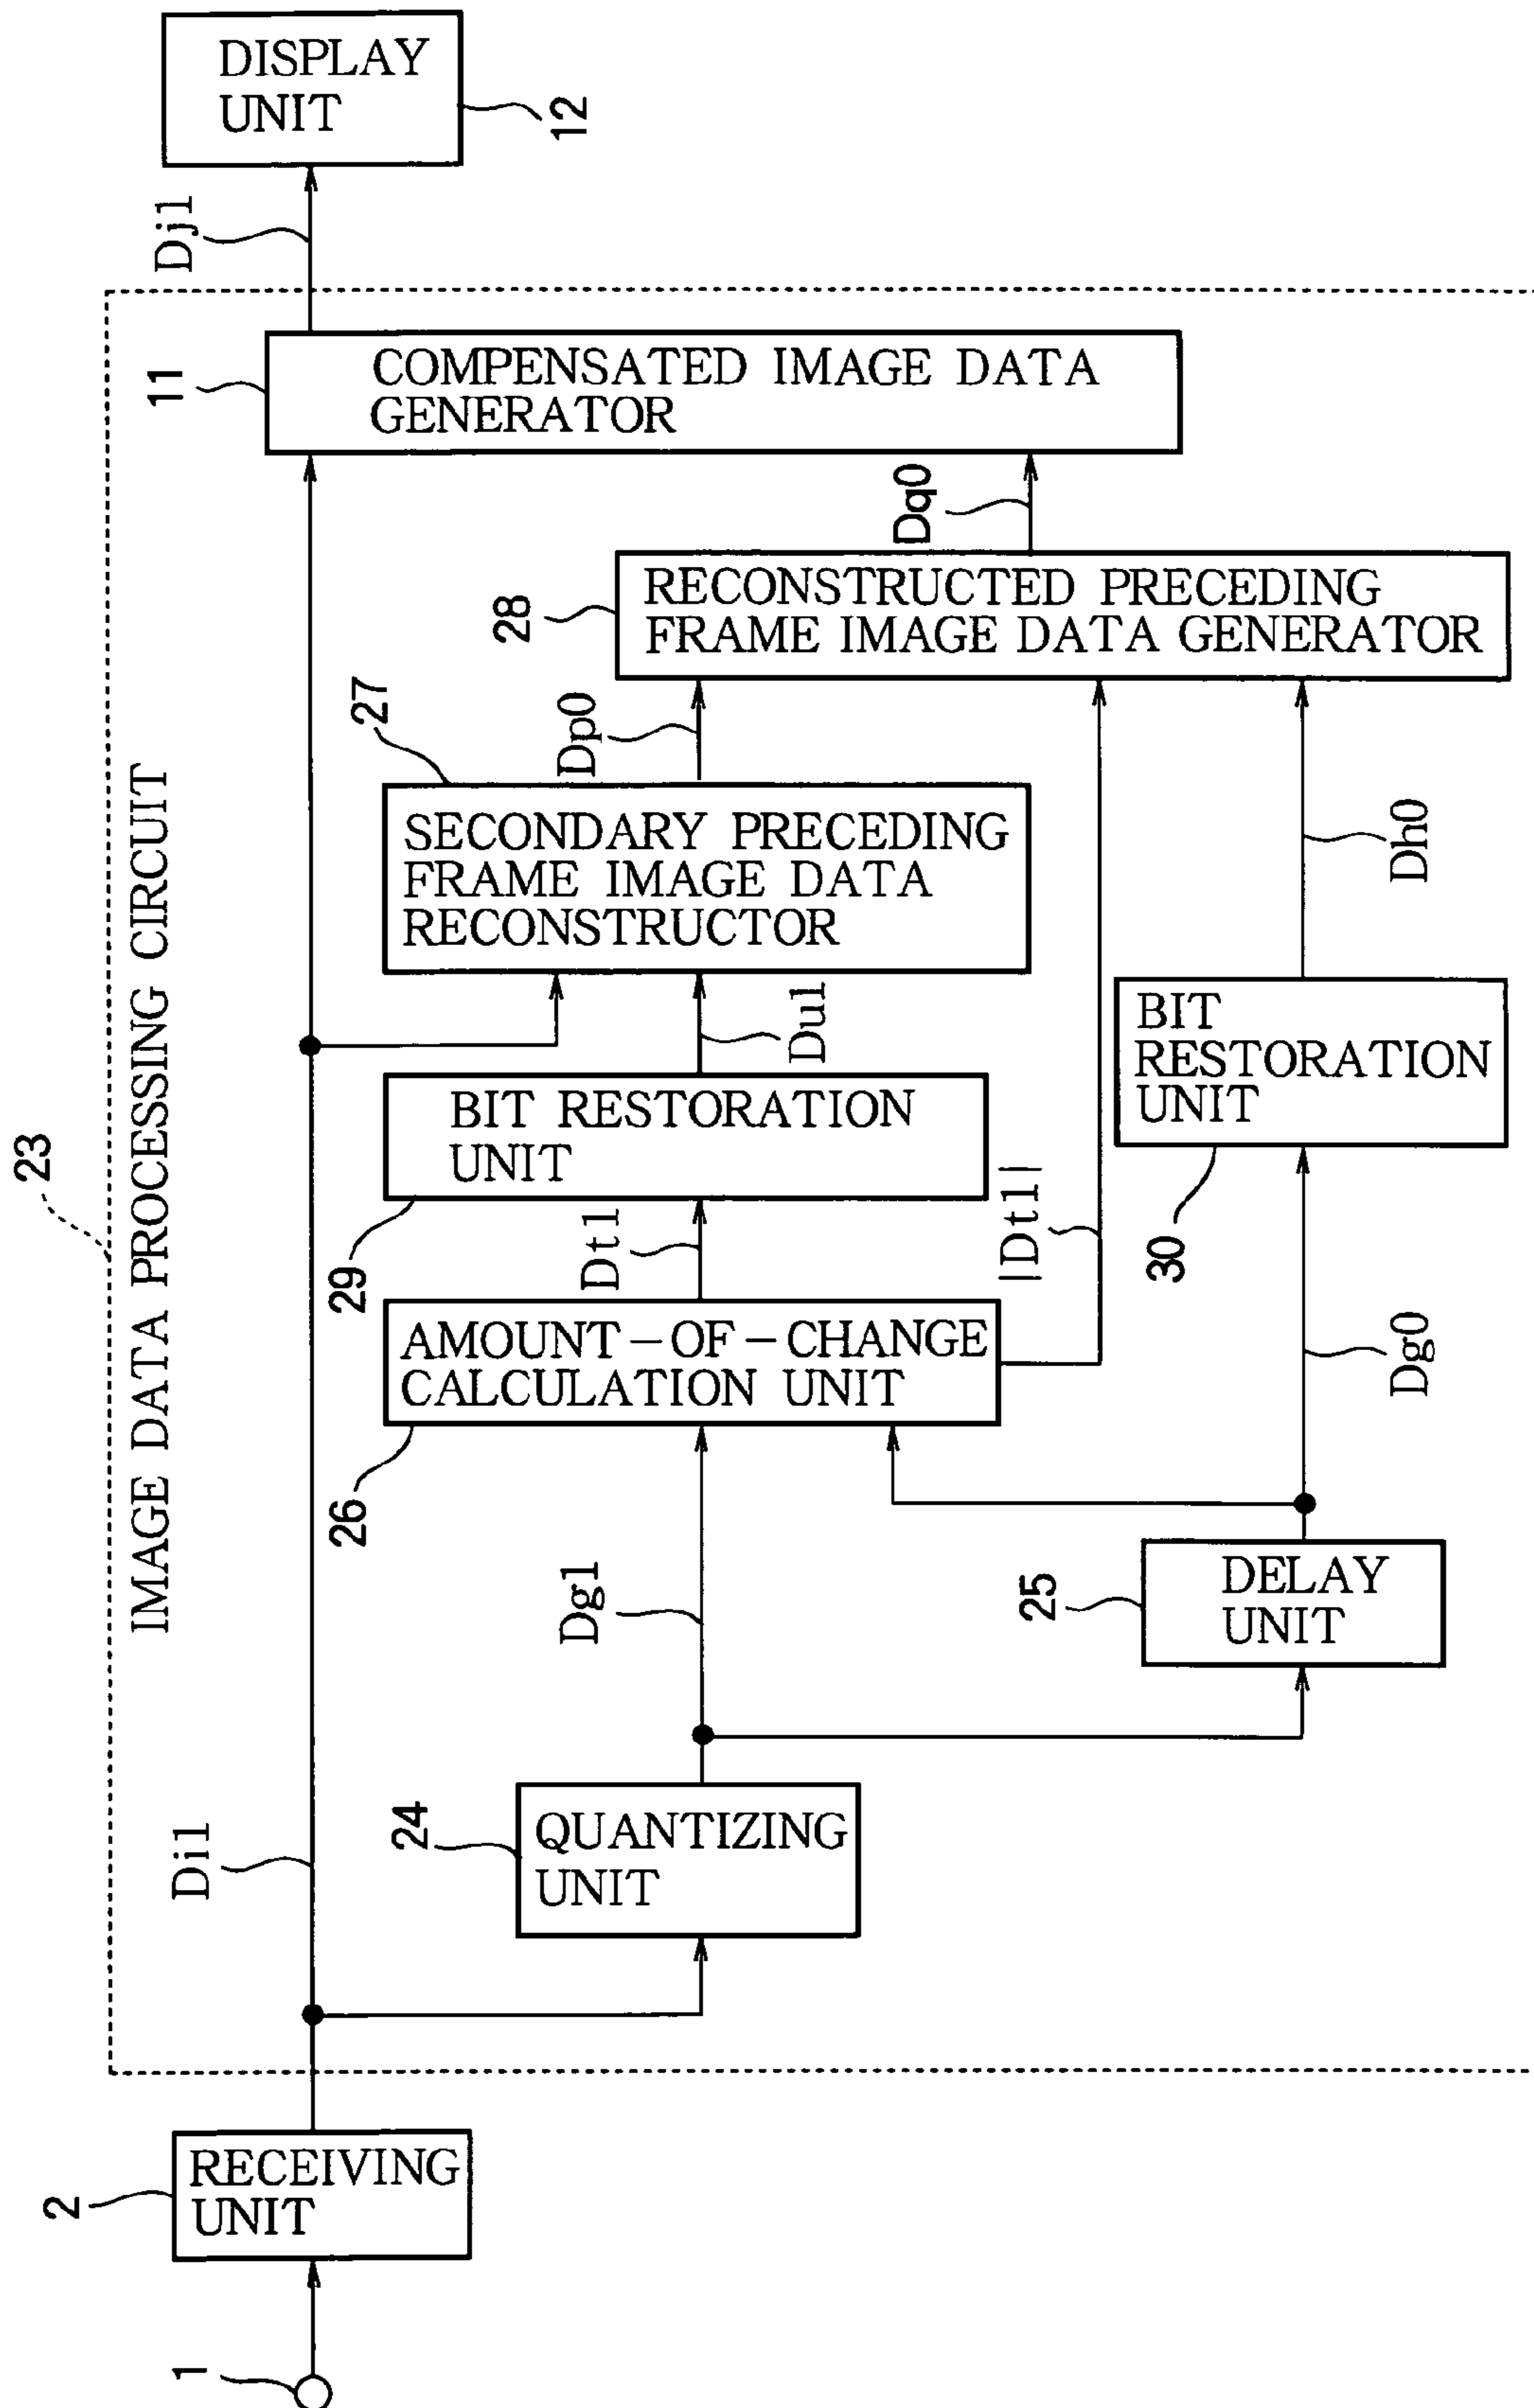 DISPLAY
UNIT
12
Dj1
11
COMPENSATED IMAGE DATA
GENERATOR
Dq0
28
RECONSTRUCTED PRECEDING
FRAME IMAGE DATA GENERATOR
27
Dp0
SECONDARY PRECEDING
FRAME IMAGE DATA
RECONSTRUCTOR
Dh0
IMAGE DATA PROCESSING CIRCUIT
23
Du1
BIT RESTORATION
UNIT
29
BIT
RESTORATION
UNIT
30
Dt1
|Dt1|
AMOUNT-OF-CHANGE
CALCULATION UNIT
26
Dg0
Dg1
25
DELAY
UNIT
Di1
24
QUANTIZING
UNIT
2
RECEIVING
UNIT
1